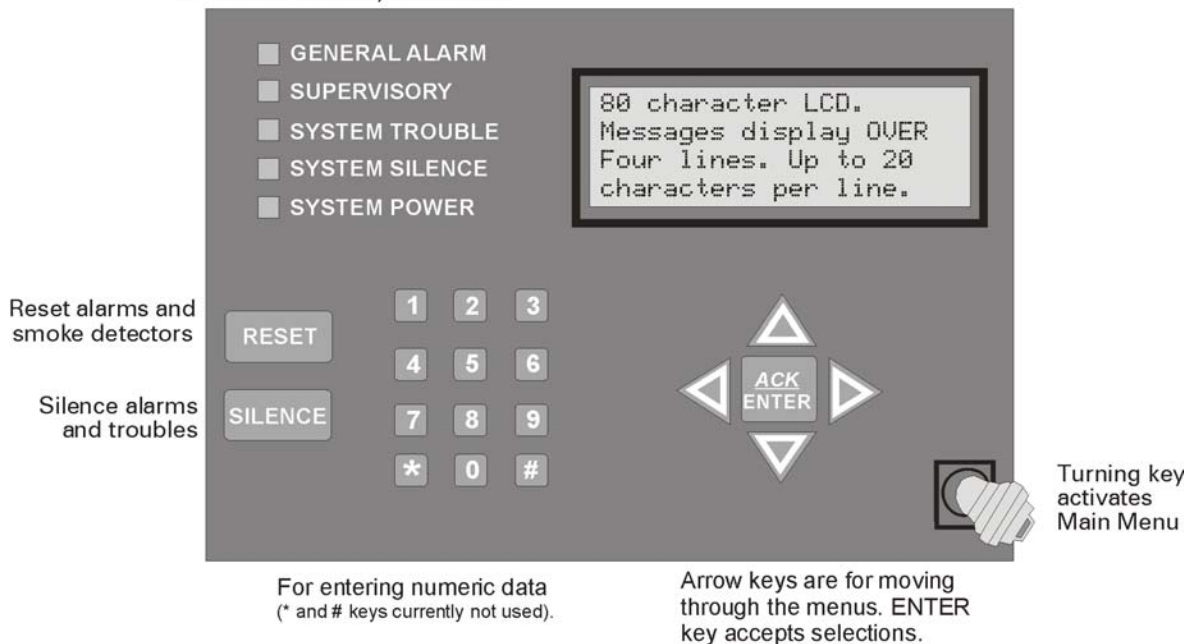 GENERAL ALARM
SUPERVISORY
SYSTEM TROUBLE
SYSTEM SILENCE
SYSTEM POWER
80 character LCD.
Messages display OVER
Four lines. Up to 20
characters per line.
Reset alarms and
smoke detectors
RESET
Silence alarms
and troubles
SILENCE
1 2 3
4 5 6
7 8 9
* 0 #
ACK
ENTER
Turning key
activates
Main Menu
For entering numeric data
(* and # keys currently not used).
Arrow keys are for moving
through the menus. ENTER
key accepts selections.